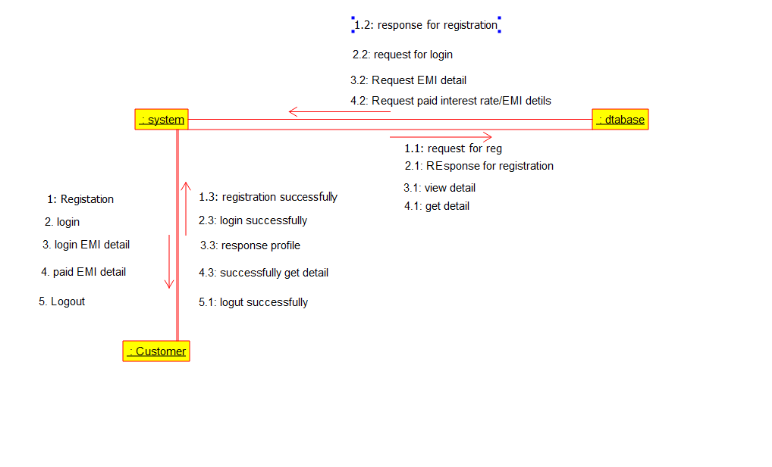 1.2: response for registration
2.2: request for login
3.2: Request EMI detail
4.2: Request paid interest rate/EMI detils
: system
: dtabase
1.1: request for reg
2.1: REsponse for registration
3.1: view detail
4.1: get detail
1: Registation
2. login
3. login EMI detail
4. paid EMI detail
5. Logout
1.3: registration successfully
2.3: login successfully
3.3: response profile
4.3: successfully get detail
5.1: logut successfully
: Customer